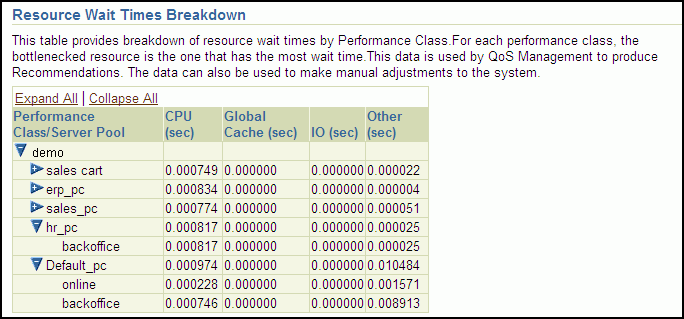 Resource Wait Times Breakdown
This table provides breakdown of resource wait times by Performance Class.For each performance class, the
bottlenecked resource is the one that has the most wait time.This data is used by QoS Management to produce
Recommendations. The data can also be used to make manual adjustments to the system.
Expand All | Collapse All
Performance CPU Global Other
Class/Server Pool (sec) Cache (sec) IO (sec) (sec)
demo
sales cart 0.000749 0.000000 0.000000 0.000022
erp_pc 0.000834 0.000000 0.000000 0.000004
sales_pc 0.000774 0.000000 0.000000 0.000051
hr_pc 0.000817 0.000000 0.000000 0.000025
backoffice 0.000817 0.000000 0.000000 0.000025
Default_pc 0.000974 0.000000 0.000000 0.010484
online 0.000228 0.000000 0.000000 0.001571
backoffice 0.000746 0.000000 0.000000 0.008913